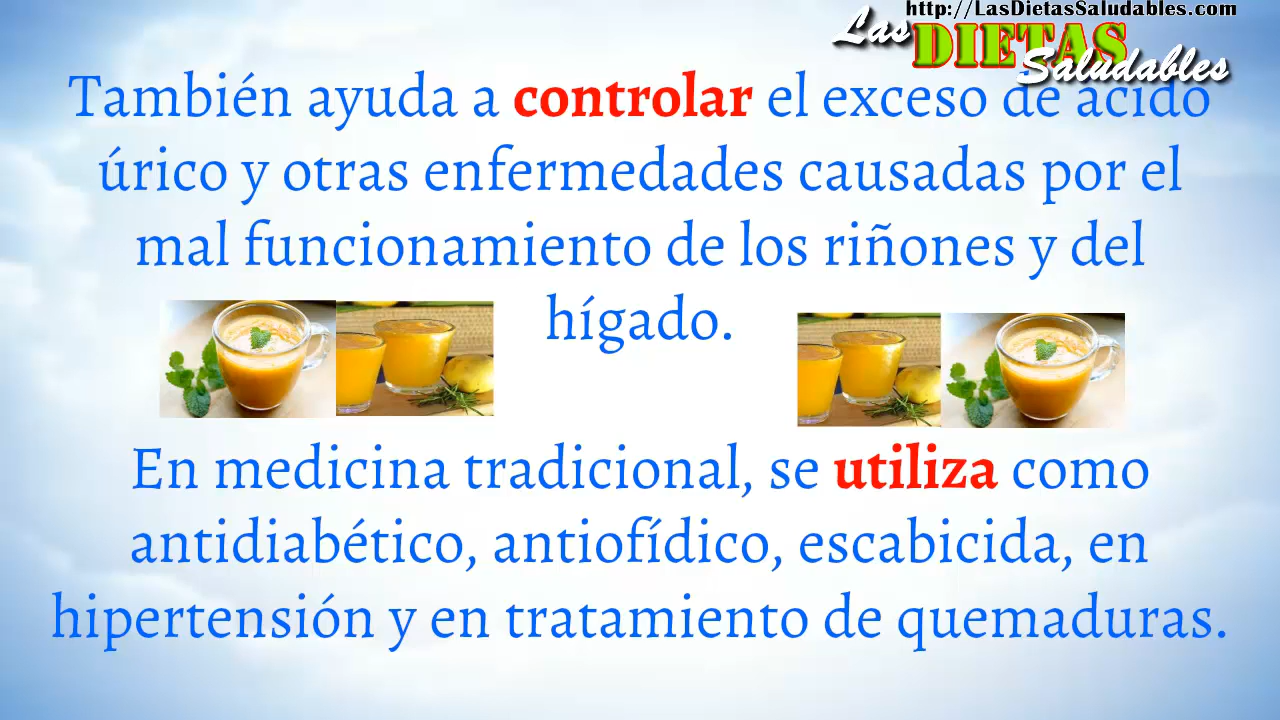 http://LasDietasSaludables.com
Las
DIETAS
Saludables
También ayuda a controlar el exceso de ácido
úrico y otras enfermedades causadas por el
mal funcionamiento de los riñones y del
hígado.
En medicina tradicional, se utiliza como
antidiabético, antiofídico, escabicida, en
hipertensión y en tratamiento de quemaduras.